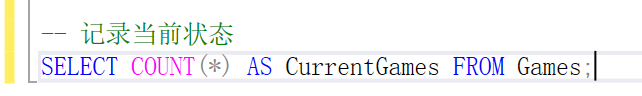 -- 记录当前状态
SELECT COUNT(*) AS CurrentGames FROM Games;